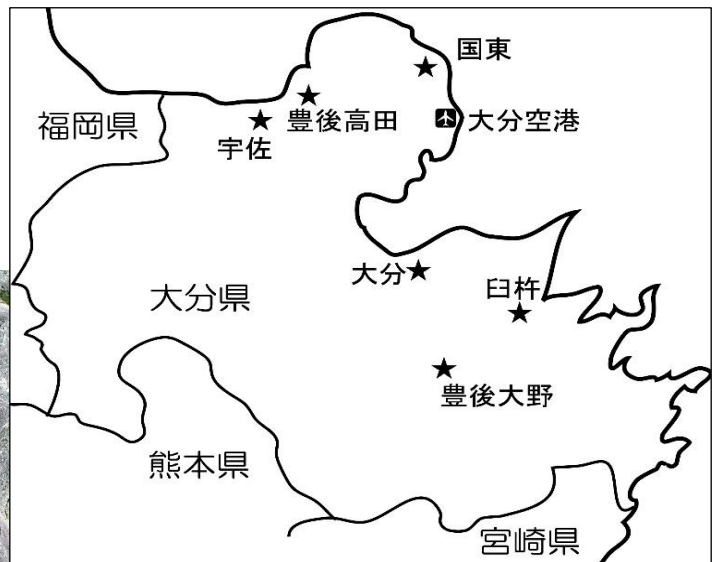 国東
豊後高田
大分空港
福岡県
宇佐
大分
大分県
臼杵
豊後大野
熊本県
宮崎県